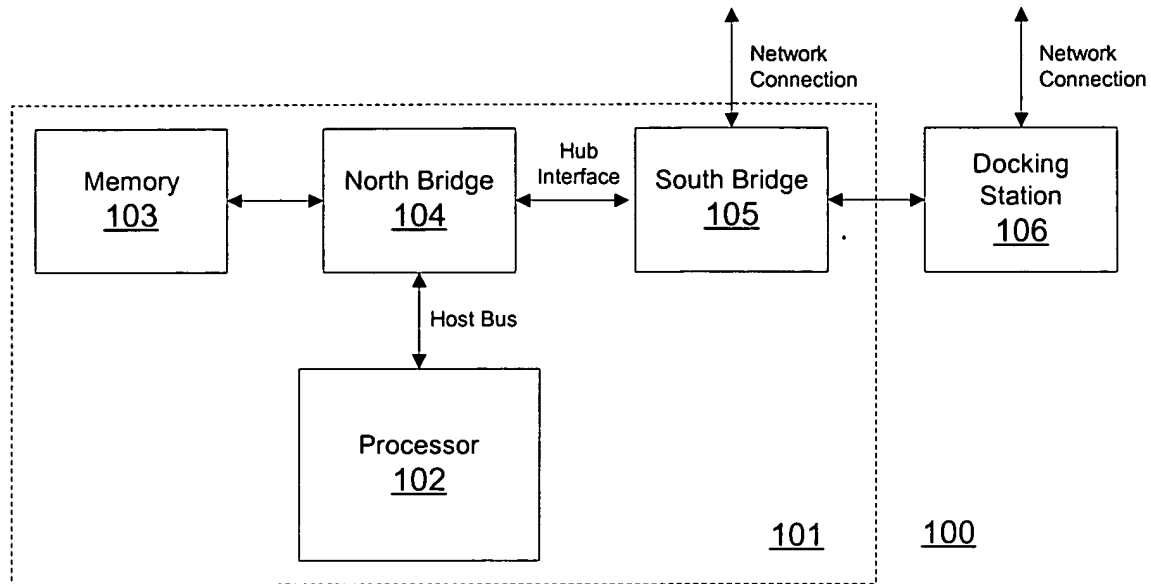 Network
Connection
Network
Connection
Memory
103
North Bridge
104
Hub
Interface
South Bridge
105
Docking
Station
106
Host Bus
Processor
102
101
100